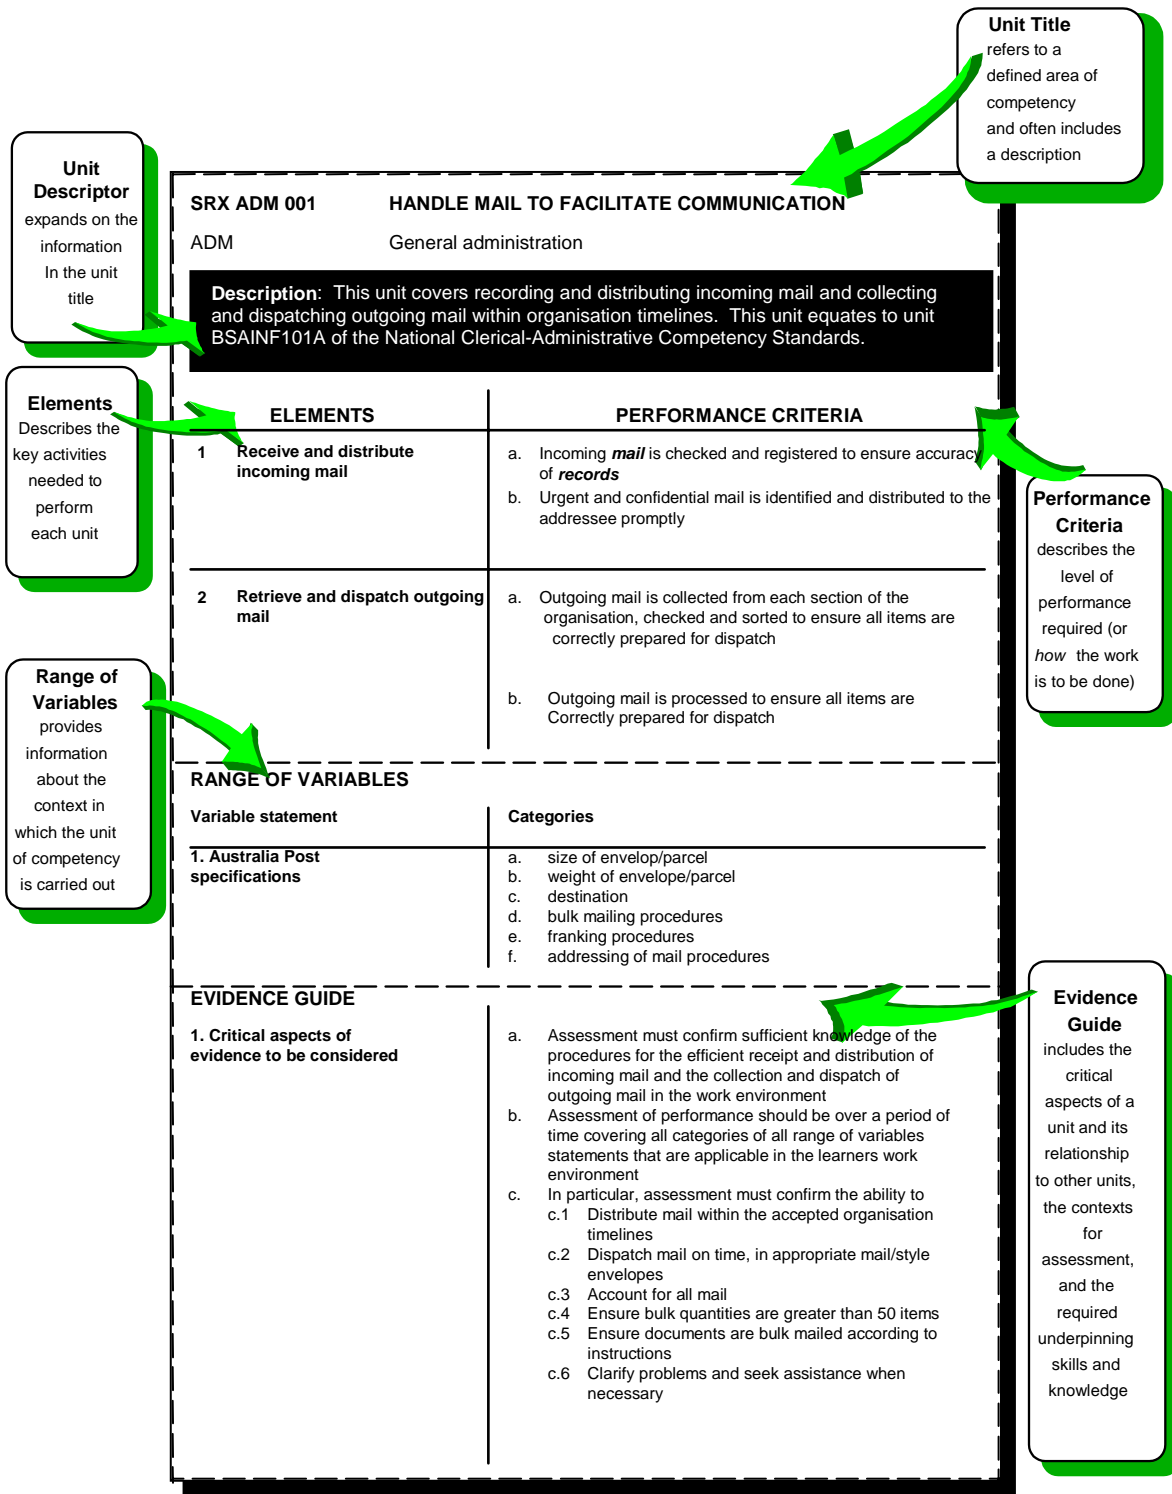 Unit Title
refers to a
defined area of
competency
and often includes
a description
Unit
Descriptor
expands on the
information
In the unit
title
SRX ADM 001 HANDLE MAIL TO FACILITATE COMMUNICATION
ADM General administration
Description: This unit covers recording and distributing incoming mail and collecting
and dispatching outgoing mail within organisation timelines. This unit equates to unit
BSAINF101A of the National Clerical-Administrative Competency Standards.
Elements
Describes the
key activities
needed to
perform
each unit
ELEMENTS PERFORMANCE CRITERIA
1 Receive and distribute
incoming mail
a. Incoming mail is checked and registered to ensure accuracy
of records
b. Urgent and confidential mail is identified and distributed to the
addressee promptly
Performance
Criteria
describes the
level of
performance
required (or
how the work
is to be done)
2 Retrieve and dispatch outgoing
mail
a. Outgoing mail is collected from each section of the
organisation, checked and sorted to ensure all items are
correctly prepared for dispatch
b. Outgoing mail is processed to ensure all items are
Correctly prepared for dispatch
Range of
Variables
provides
information
about the
context in
which the unit
of competency
is carried out
RANGE OF VARIABLES
Variable statement Categories
1. Australia Post
specifications
a. size of envelop/parcel
b. weight of envelope/parcel
c. destination
d. bulk mailing procedures
e. franking procedures
f. addressing of mail procedures
EVIDENCE GUIDE
1. Critical aspects of
evidence to be considered
a. Assessment must confirm sufficient knowledge of the
procedures for the efficient receipt and distribution of
incoming mail and the collection and dispatch of
outgoing mail in the work environment
b. Assessment of performance should be over a period of
time covering all categories of all range of variables
statements that are applicable in the learners work
environment
c. In particular, assessment must confirm the ability to
c.1 Distribute mail within the accepted organisation
timelines
c.2 Dispatch mail on time, in appropriate mail/style
envelopes
c.3 Account for all mail
c.4 Ensure bulk quantities are greater than 50 items
c.5 Ensure documents are bulk mailed according to
instructions
c.6 Clarify problems and seek assistance when
necessary
Evidence
Guide
includes the
critical
aspects of a
unit and its
relationship
to other units,
the contexts
for
assessment,
and the
required
underpinning
skills and
knowledge